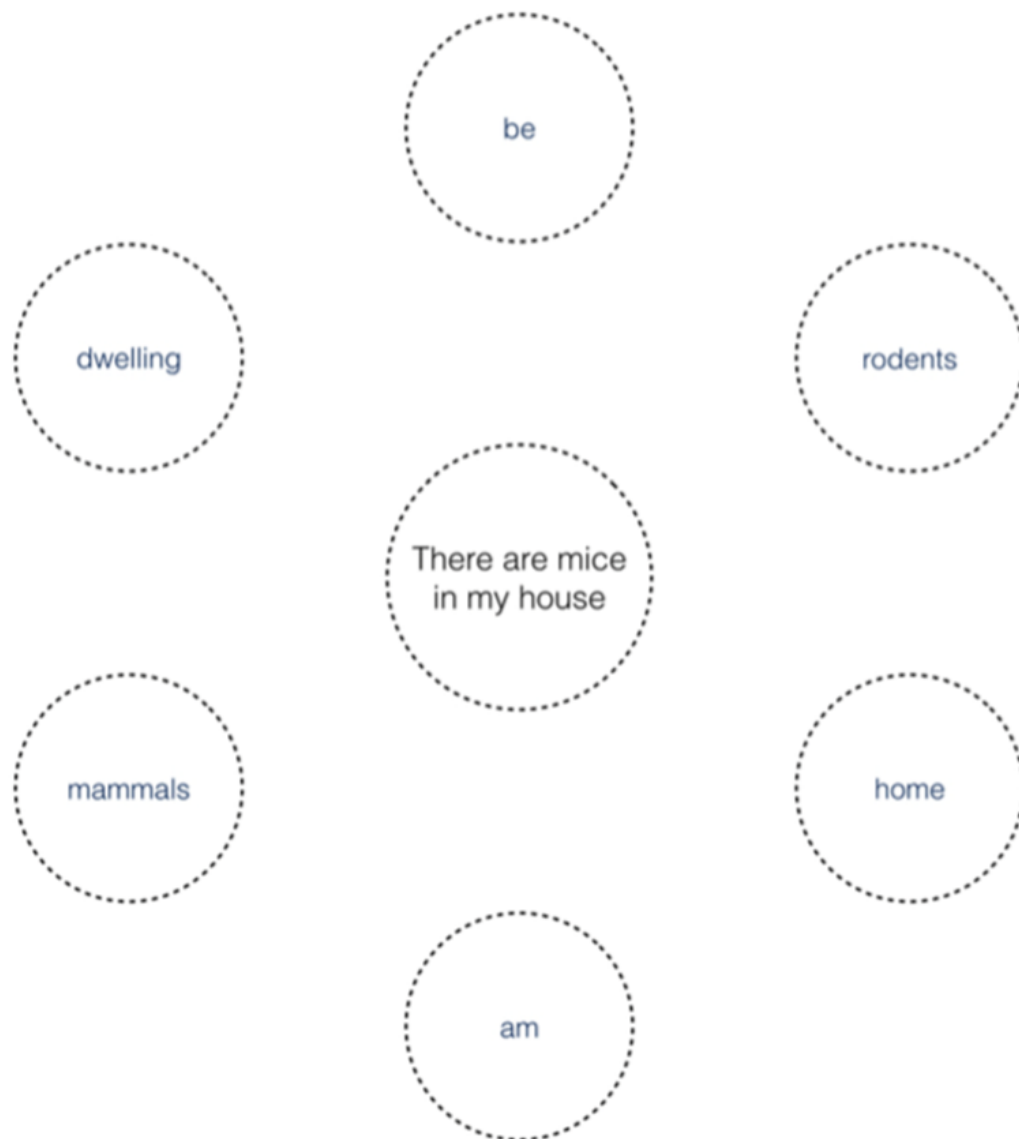 be
dwelling
rodents
There are mice
in my house
mammals
home
am